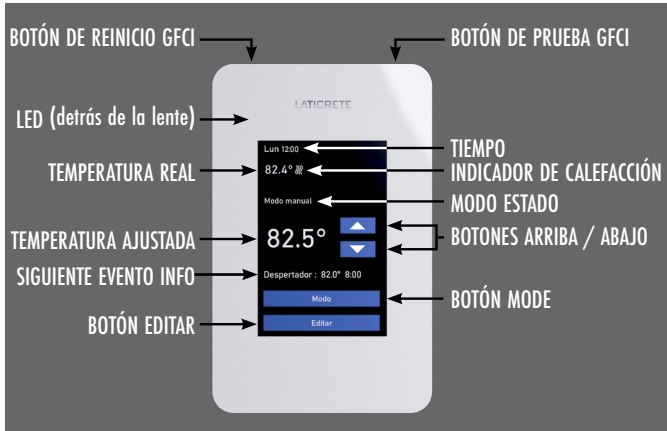 BOTÓN DE REINICIO GFCI
BOTÓN DE PRUEBA GFCI
LATICRETE
LED (detrás de la lente)
Lun 12:00
TIEMPO
TEMPERATURA REAL
82.4°
INDICADOR DE CALEFACCIÓN
Modo manual
MODO ESTADO
TEMPERATURA AJUSTADA
82.5°
BOTONES ARRIBA / ABAJO
SIGUIENTE EVENTO INFO
Despertador : 82.0° 8:00
Modo
BOTÓN MODE
BOTÓN EDITAR
Editar